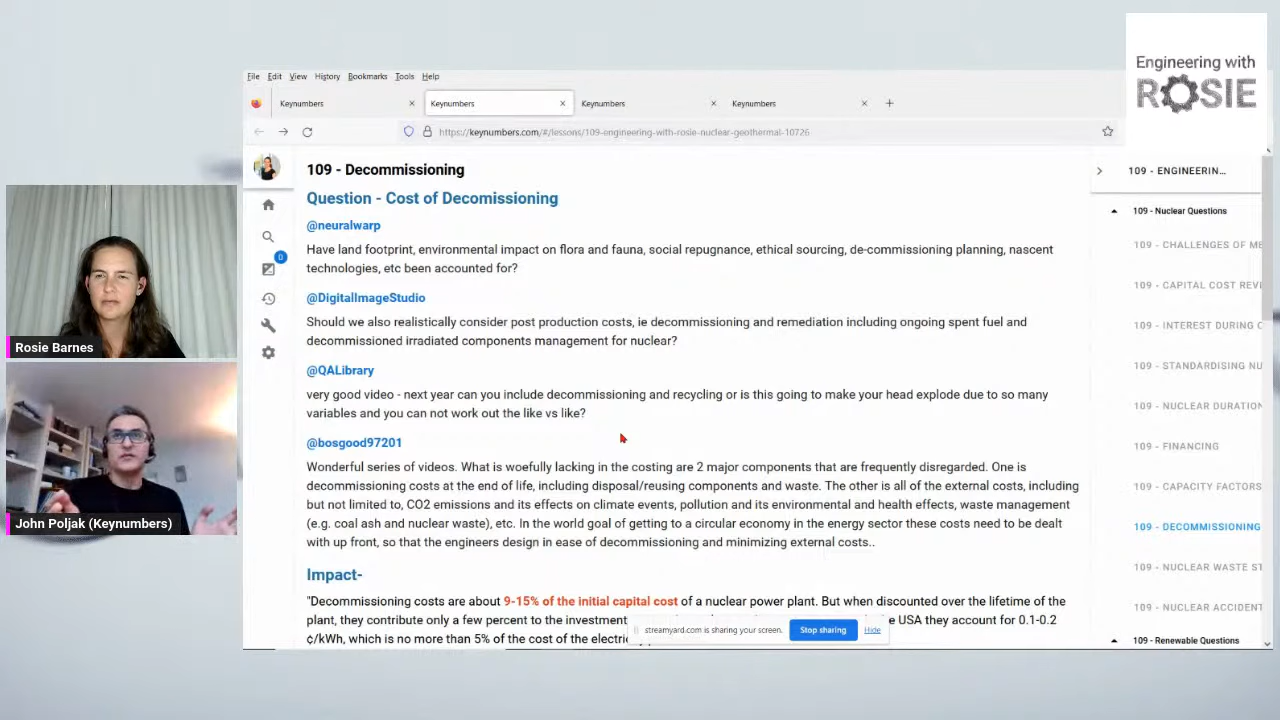 Engineering with
ROSIE
File Edit View History Bookmarks Tools Help
Keynumbers
Keynumbers
Keynumbers
Keynumbers
https://keynumbers.com/#/lessons/109-engineering-with-rosie-nuclear-geothermal-10726
109 - Decommissioning
Question - Cost of Decomissioning
@neuralwarp
Have land footprint, environmental impact on flora and fauna, social repugnance, ethical sourcing, de-commissioning planning, nascent
technologies, etc been accounted for?
@DigitalImageStudio
Should we also realistically consider post production costs, ie decommissioning and remediation including ongoing spent fuel and
decommissioned irradiated components management for nuclear?
@QALibrary
very good video - next year can you include decommissioning and recycling or is this going to make your head explode due to so many
variables and you can not work out the like vs like?
@bosgood97201
Wonderful series of videos. What is woefully lacking in the costing are 2 major components that are frequently disregarded. One is
decommissioning costs at the end of life, including disposal/reusing components and waste. The other is all of the external costs, including
but not limited to, CO2 emissions and its effects on climate events, pollution and its environmental and health effects, waste management
(e.g. coal ash and nuclear waste), etc. In the world goal of getting to a circular economy in the energy sector these costs need to be dealt
with up front, so that the engineers design in ease of decommissioning and minimizing external costs..
Impact-
"Decommissioning costs are about 9-15% of the initial capital cost of a nuclear power plant. But when discounted over the lifetime of the
plant, they contribute only a few percent to the investment USA they account for 0.1-0.2
¢/kWh, which is no more than 5% of the cost of the
streamyard.com is sharing your screen.
Stop sharing
Hide
0
109 - ENGINEERIN...
109 - Nuclear Questions
109 - CHALLENGES OF
109 - CAPITAL COST
109 - INTEREST DURING
109 - STANDARDISING
109 - NUCLEAR DURATION
109 - FINANCING
109 - CAPACITY FACTORS
109 - DECOMMISSIONING
109 - NUCLEAR WASTE
109 - NUCLEAR ACCIDENT
109 - Renewable Questions
Rosie Barnes
John Poljak (Keynumbers)